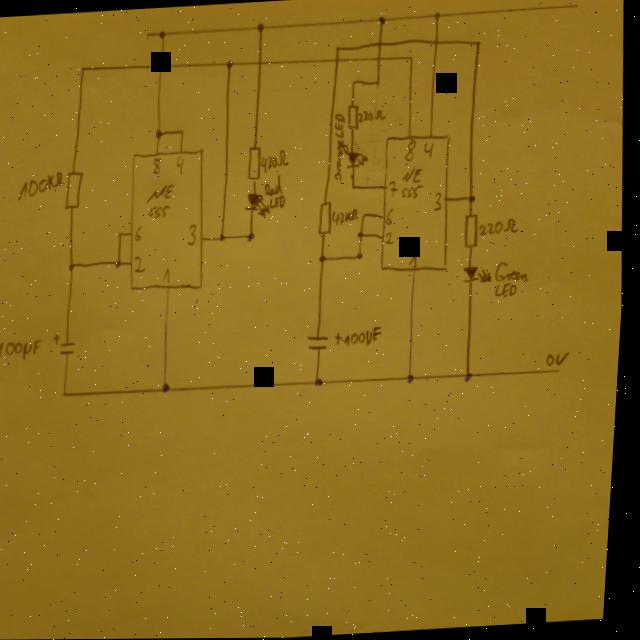 100KΩ
8 4
NE
555
6
3
2
1
100µF
+
470Ω
Red
LED
220Ω
Orange LED
8 4
NE
555
7
6
2
3
1
47KΩ
+100µF
220Ω
Green
LED
0V